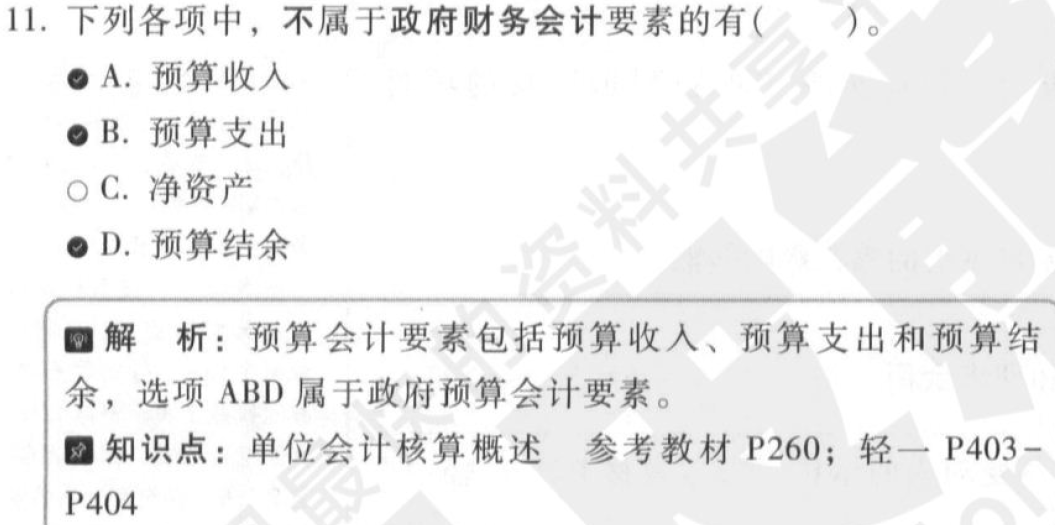 11. 下列各项中，不属于政府财务会计要素的有(　　)。
A. 预算收入
B. 预算支出
C. 净资产
D. 预算结余
解　析：预算会计要素包括预算收入、预算支出和预算结
余，选项 ABD 属于政府预算会计要素。
知识点：单位会计核算概述　参考教材 P260；轻一 P403-
P404